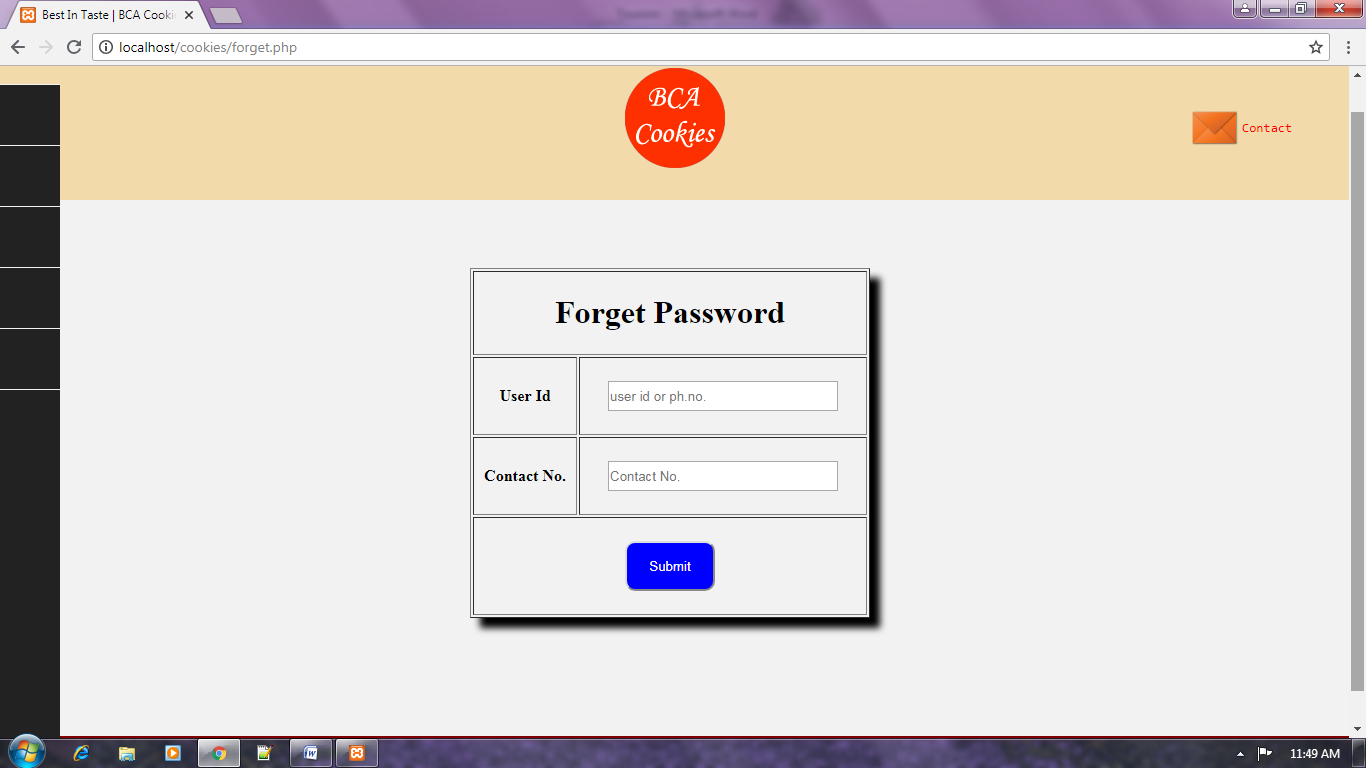 Best In Taste | BCA Cooki
localhost/cookies/forget.php
BCA
Cookies
Contact
Forget Password
User Id
user id or ph.no.
Contact No.
Contact No.
Submit
11:49 AM